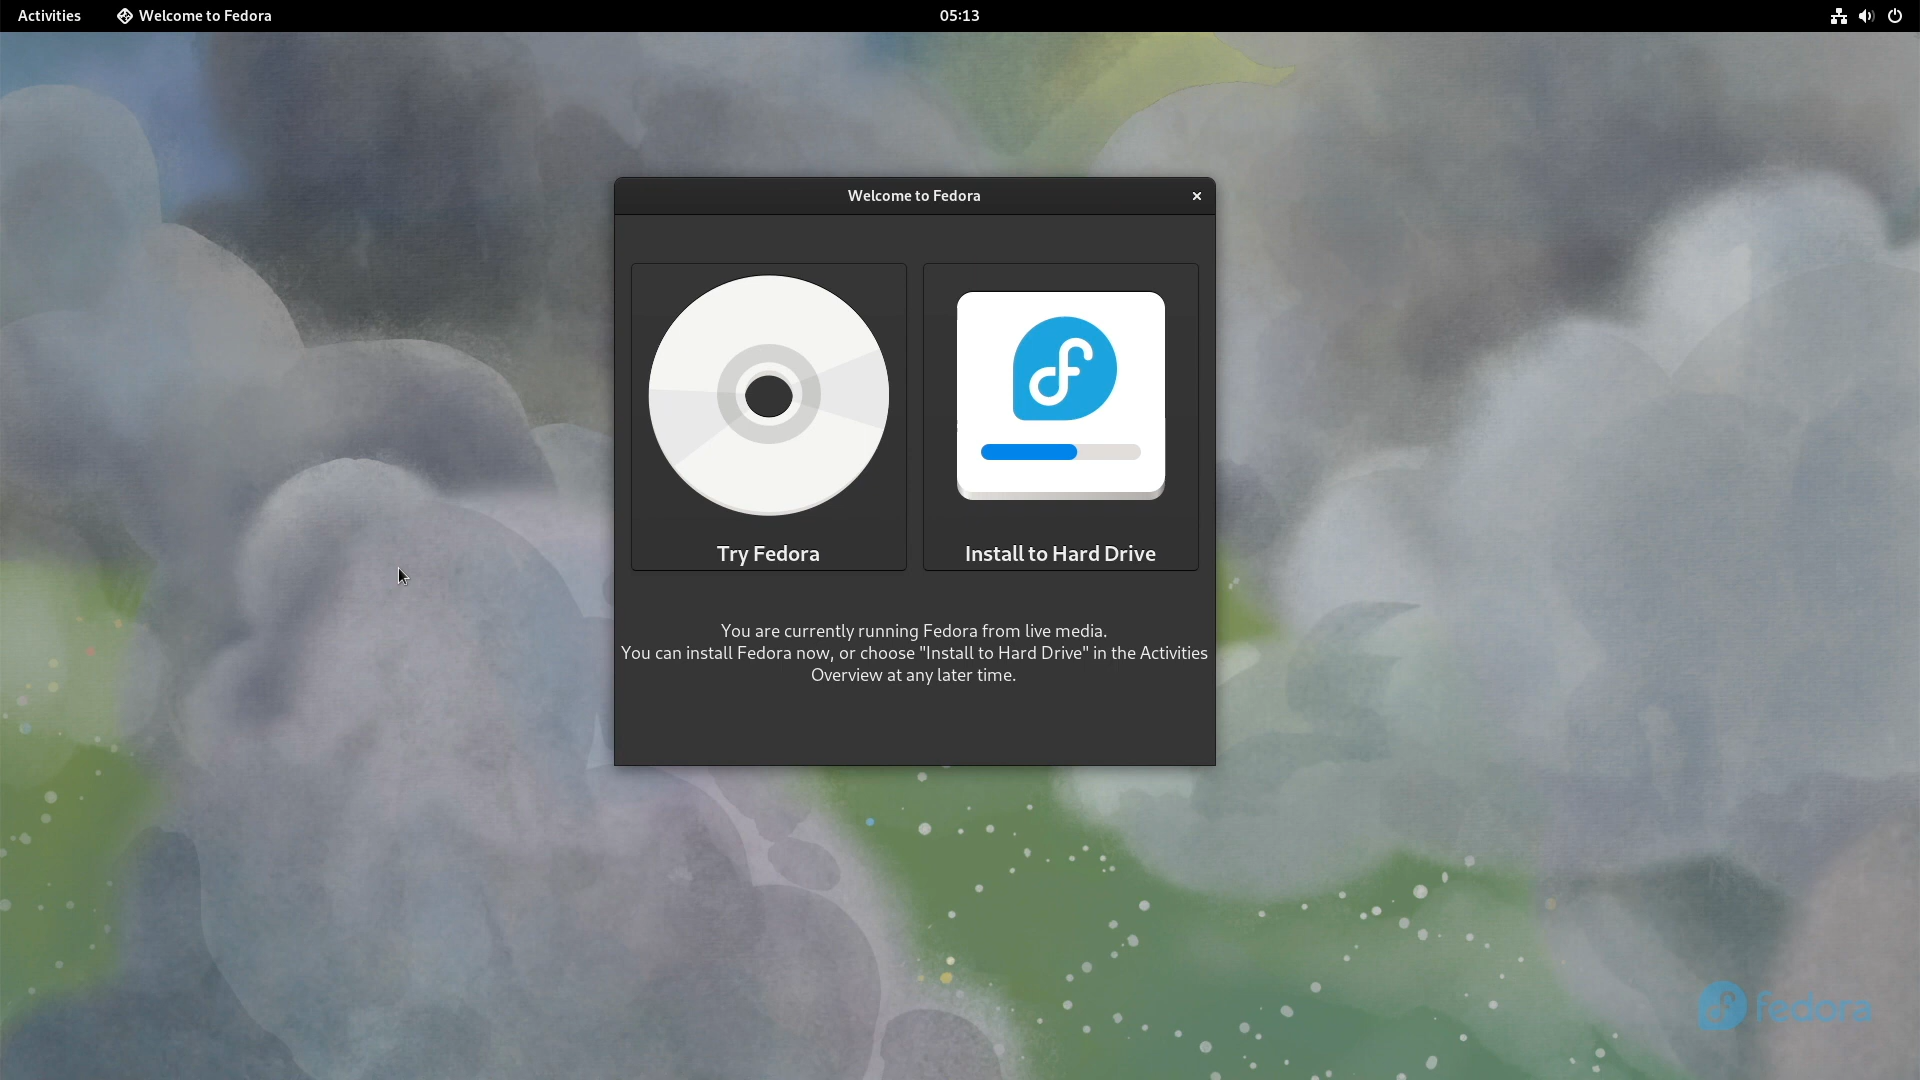 Activities
Welcome to Fedora
05:13
Welcome to Fedora
Try Fedora
Install to Hard Drive
You are currently running Fedora from live media.
You can install Fedora now, or choose "Install to Hard Drive" in the Activities
Overview at any later time.
fedora